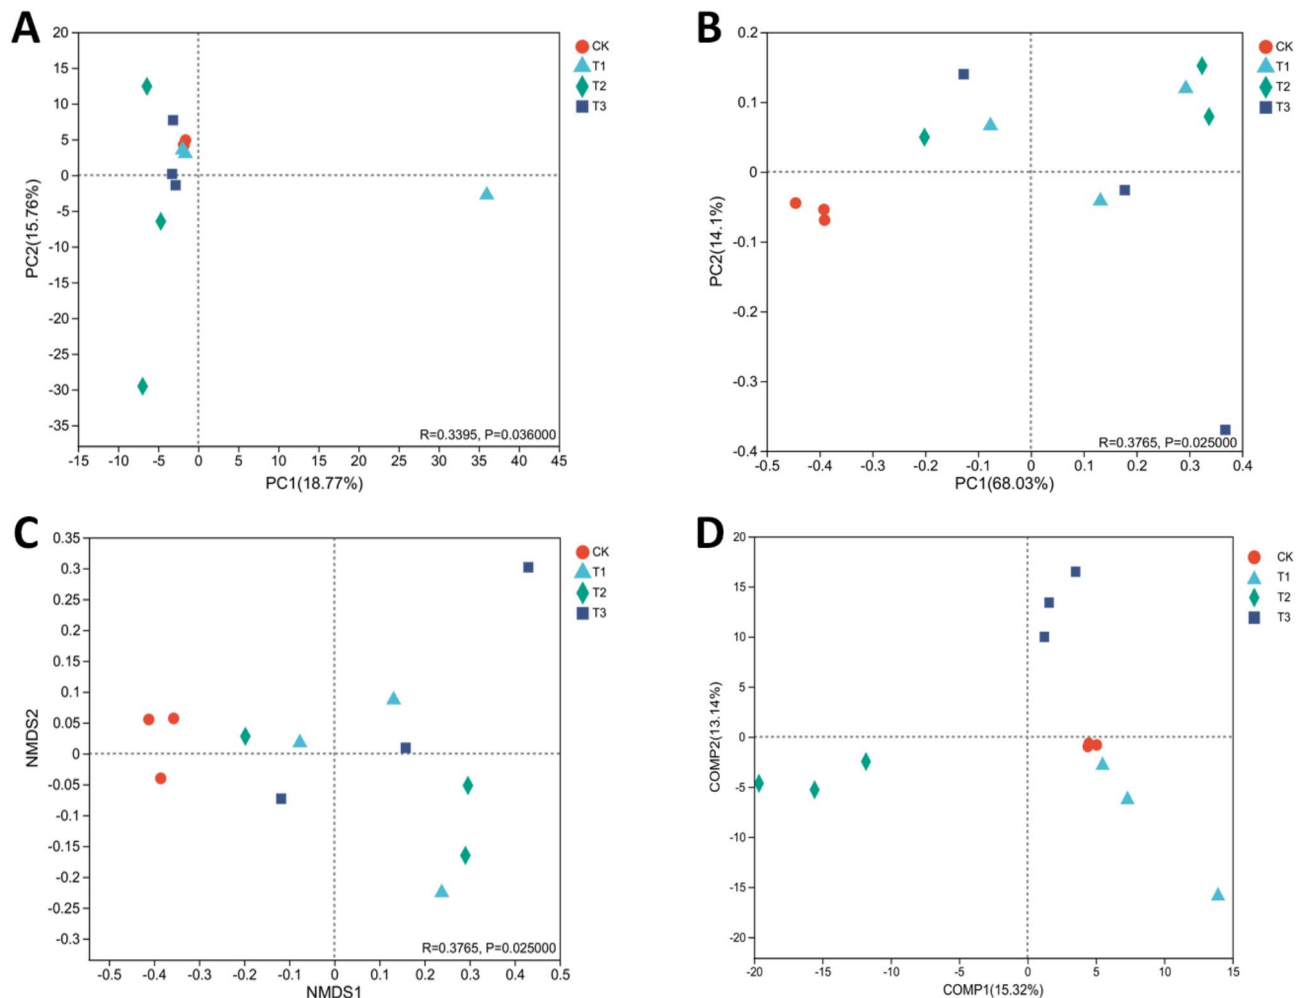 A
20
15
10
5
0
-5
-10
-15
-20
-25
-30
-35
PC2(15.76%)
-15 -10 -5 0 5 10 15 20 25 30 35 40 45
PC1(18.77%)
R=0.3395, P=0.036000
CK
T1
T2
T3
B
0.2
0.1
0
-0.1
-0.2
-0.3
-0.4
PC2(14.1%)
-0.5 -0.4 -0.3 -0.2 -0.1 0 0.1 0.2 0.3 0.4
PC1(68.03%)
R=0.3765, P=0.025000
CK
T1
T2
T3
C
0.35
0.3
0.25
0.2
0.15
0.1
0.05
0
-0.05
-0.1
-0.15
-0.2
-0.25
-0.3
NMDS2
-0.5 -0.4 -0.3 -0.2 -0.1 0 0.1 0.2 0.3 0.4 0.5
NMDS1
R=0.3765, P=0.025000
CK
T1
T2
T3
D
20
15
10
5
0
-5
-10
-15
-20
COMP2(13.14%)
-20 -15 -10 -5 0 5 10 15
COMP1(15.32%)
CK
T1
T2
T3